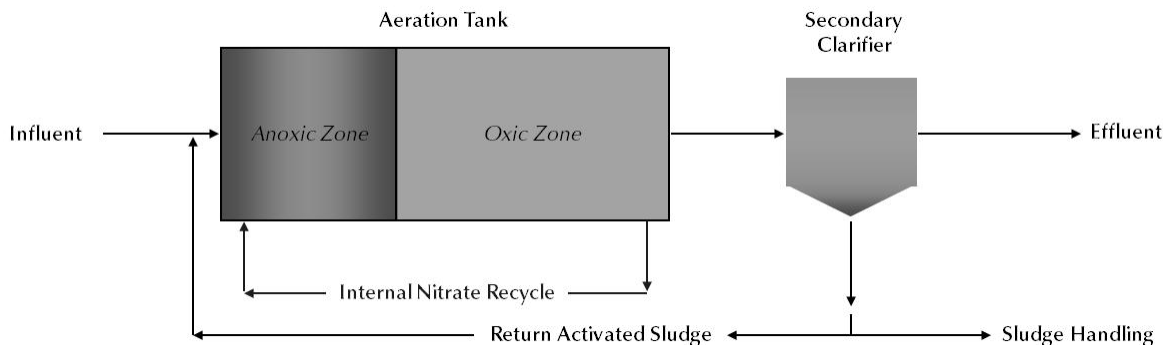 Aeration Tank
Secondary
Clarifier
Influent
Anoxic Zone
Oxic Zone
Effluent
Internal Nitrate Recycle
Return Activated Sludge
Sludge Handling